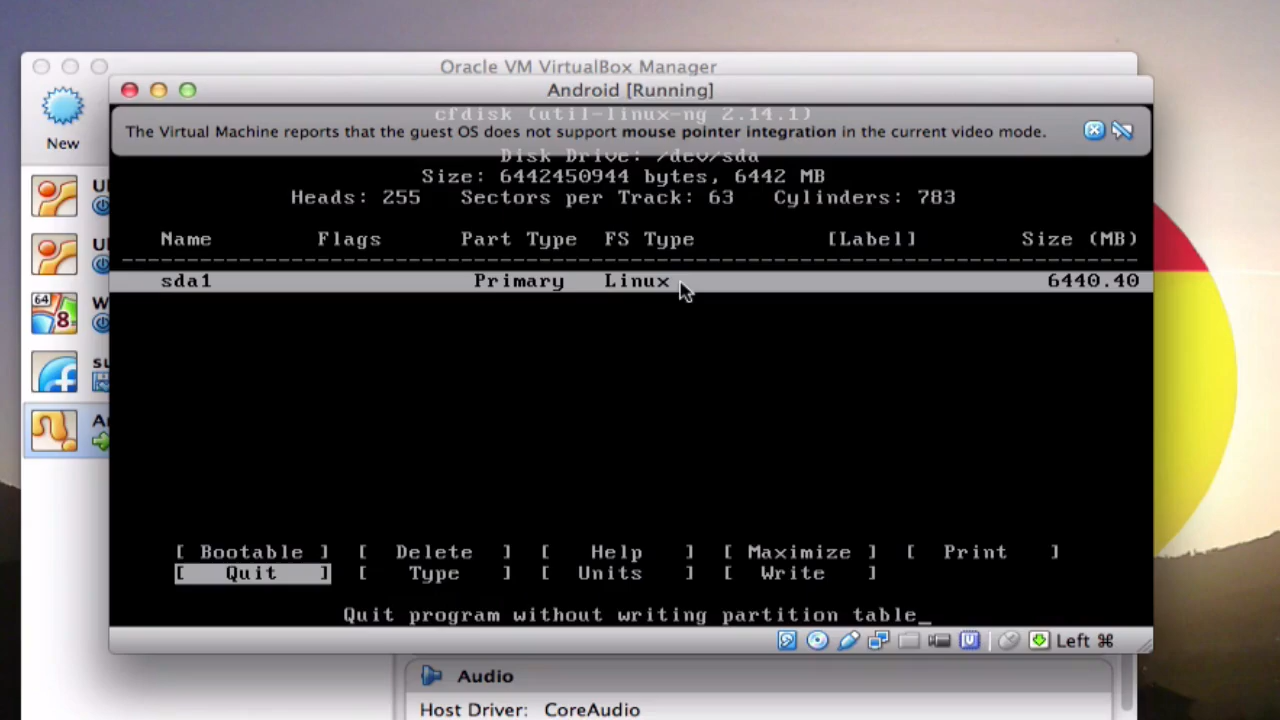 Oracle VM VirtualBox Manager
Android [Running]
New
cfdisk (util-linux-ng 2.14.1)
The Virtual Machine reports that the guest OS does not support mouse pointer integration in the current video mode.
Disk Drive: /dev/sda
Size: 6442450944 bytes, 6442 MB
Heads: 255 Sectors per Track: 63 Cylinders: 783
Name Flags Part Type FS Type [Label] Size (MB)
sda1 Primary Linux 6440.40
64
8
[ Bootable ] [ Delete ] [ Help ] [ Maximize ] [ Print ]
[ Quit ] [ Type ] [ Units ] [ Write ]
Quit program without writing partition table_
Left ⌘
Audio
Host Driver: CoreAudio